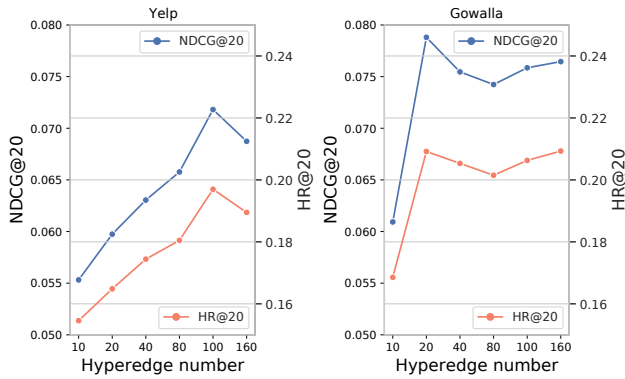 Yelp
NDCG@20
0.080
0.075
0.070
0.065
0.060
0.055
0.050
NDCG@20
0.24
0.22
0.20
0.18
0.16
HR@20
HR@20
10 20 40 80 100 160
Hyperedge number
Gowalla
NDCG@20
0.080
0.075
0.070
0.065
0.060
0.055
0.050
NDCG@20
0.24
0.22
0.20
0.18
0.16
HR@20
HR@20
10 20 40 80 100 160
Hyperedge number